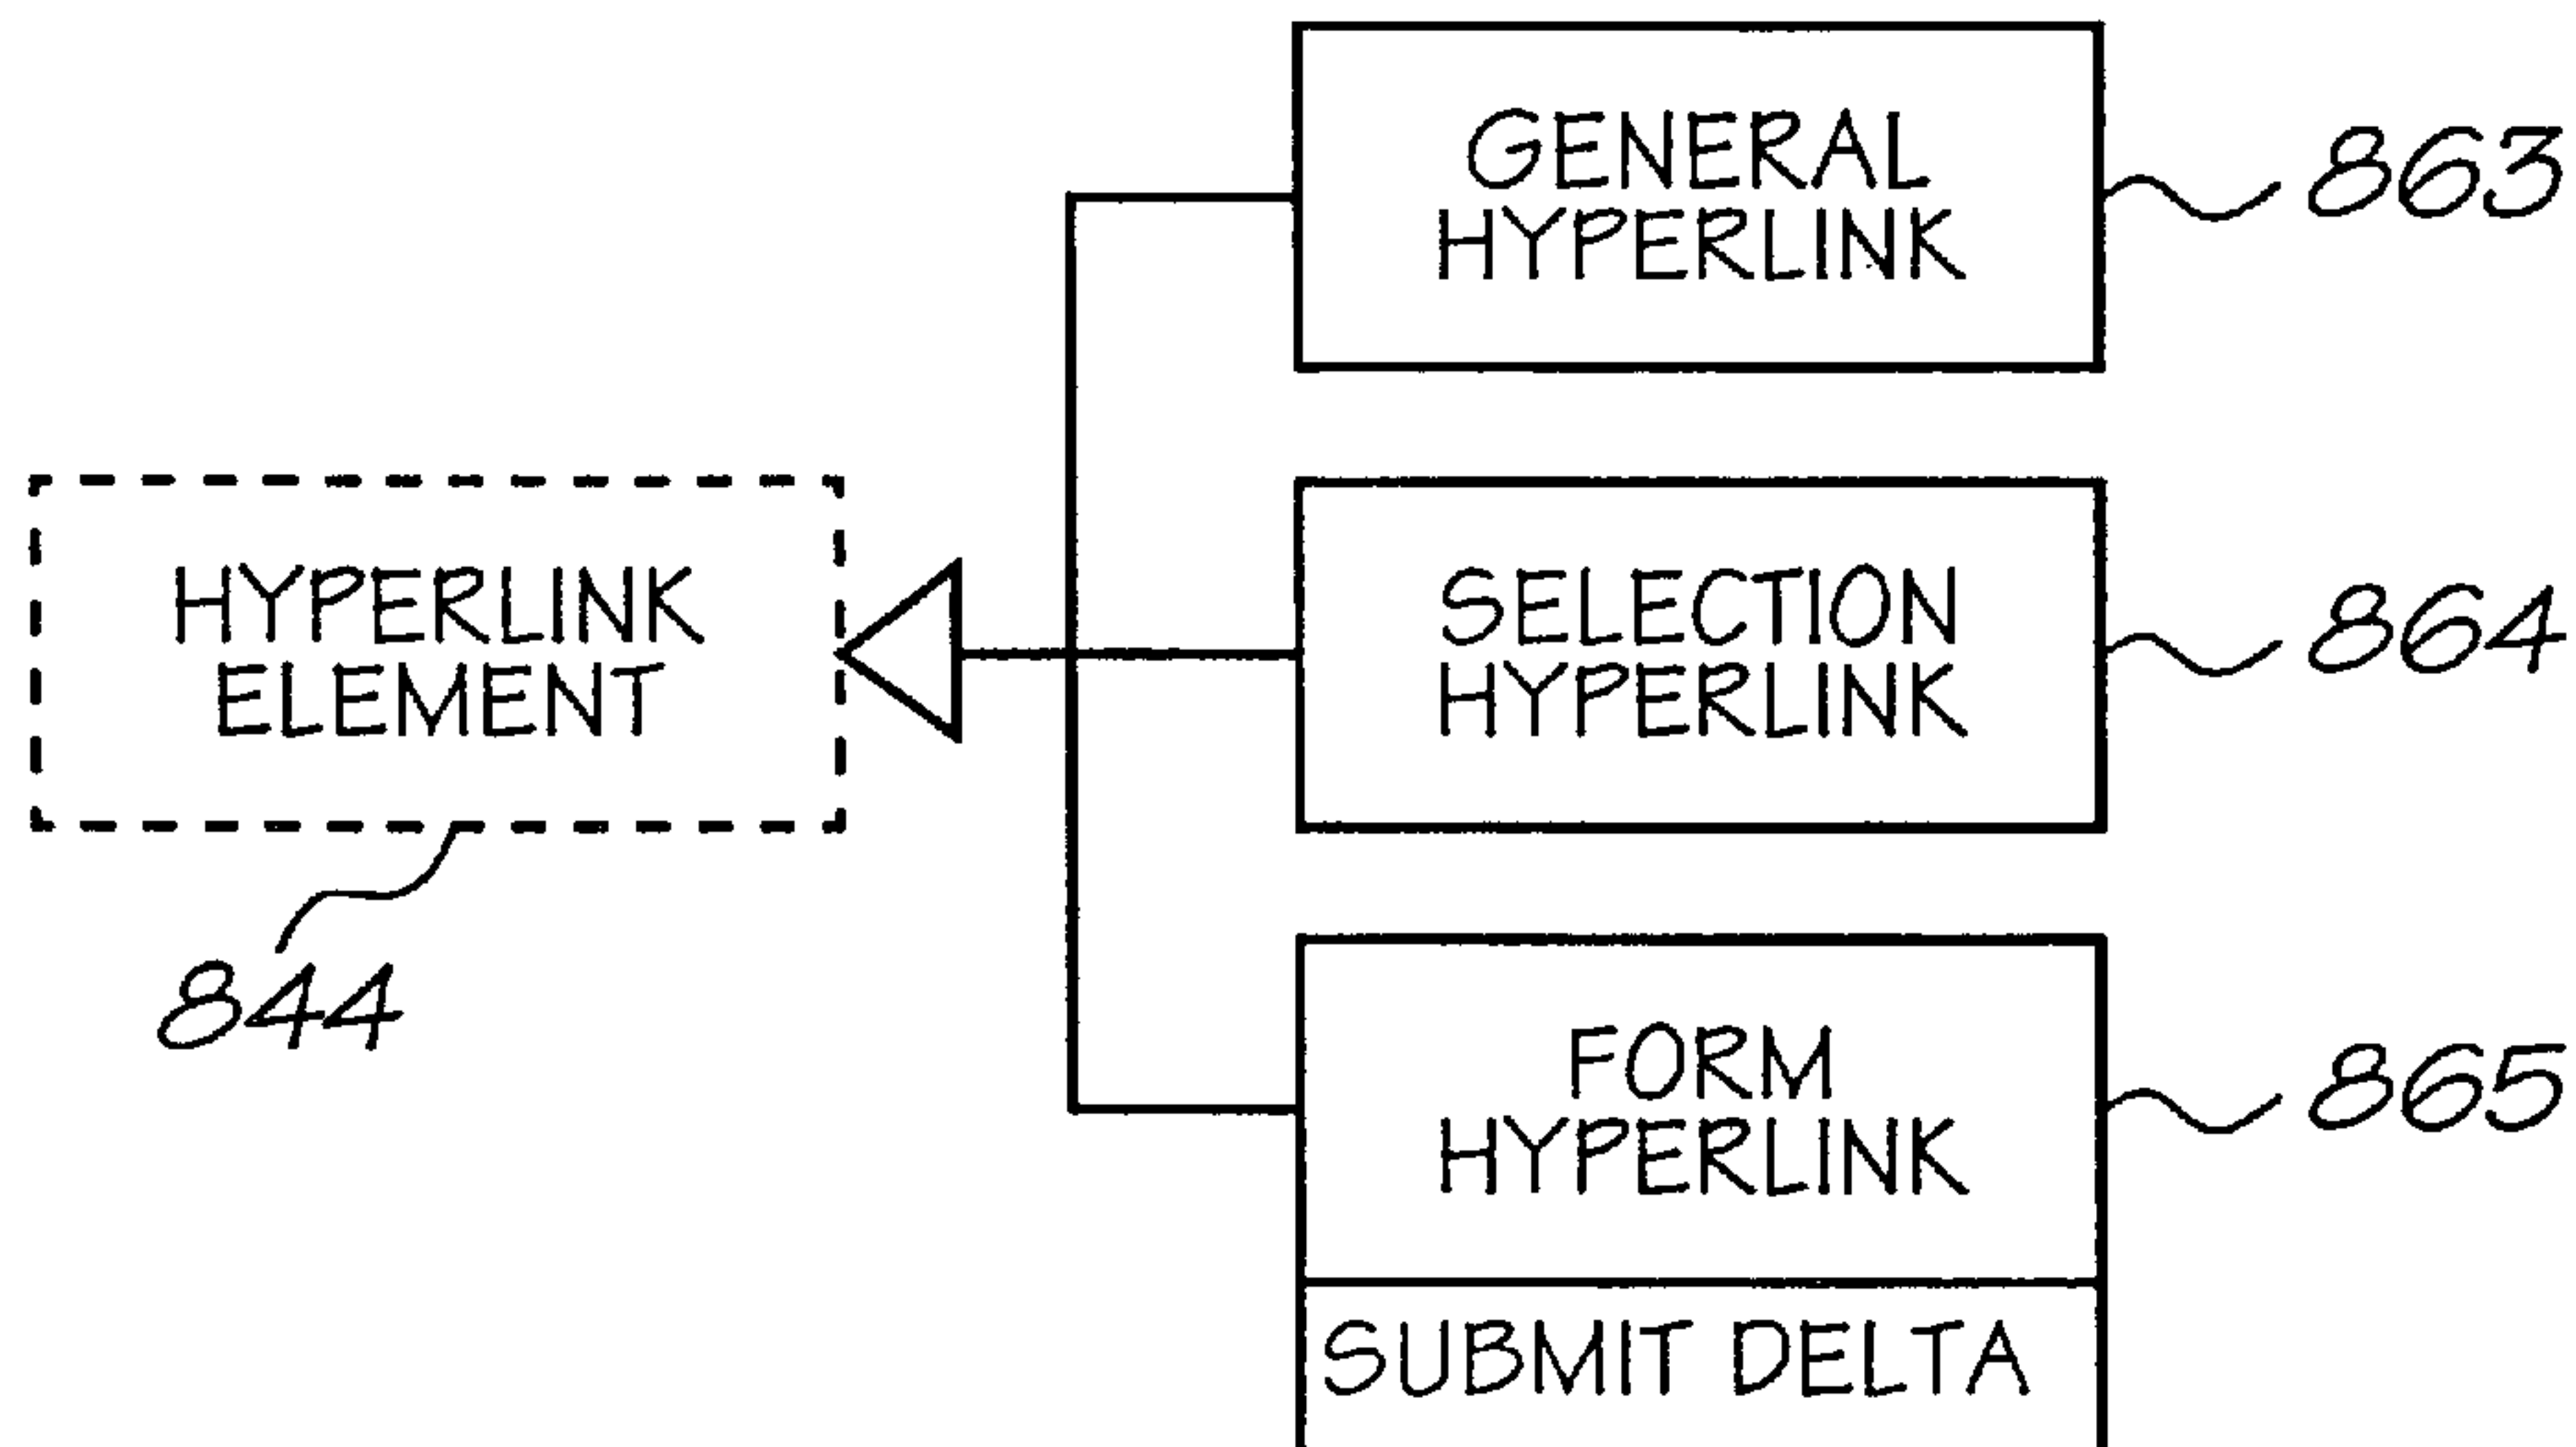 GENERAL
HYPERLINK
863
HYPERLINK
ELEMENT
844
SELECTION
HYPERLINK
864
FORM
HYPERLINK
865
SUBMIT DELTA